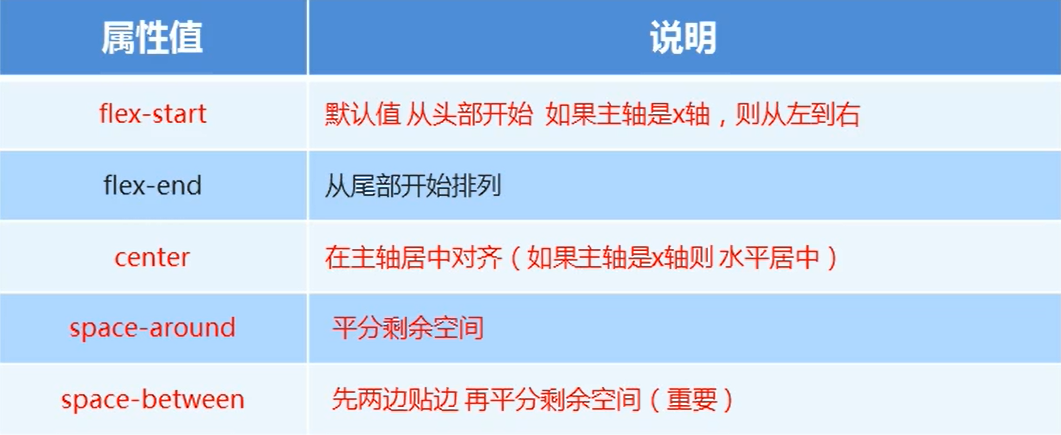 属性值 说明
flex-start 默认值 从头部开始 如果主轴是x轴，则从左到右
flex-end 从尾部开始排列
center 在主轴居中对齐（如果主轴是x轴则 水平居中）
space-around 平分剩余空间
space-between 先两边贴边 再平分剩余空间（重要）